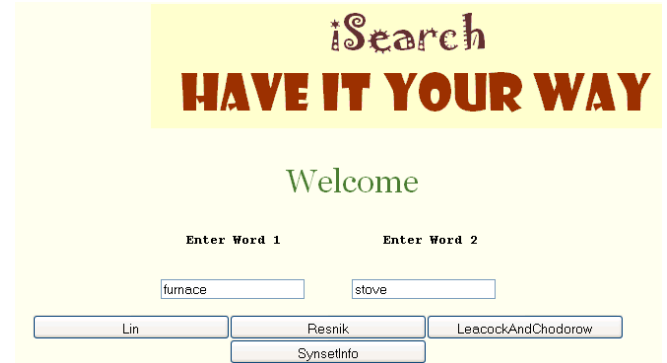 iSearch
HAVE IT YOUR WAY
Welcome
Enter Word 1 Enter Word 2
furnace stove
Lin Resnik LeacockAndChodorow
SynsetInfo